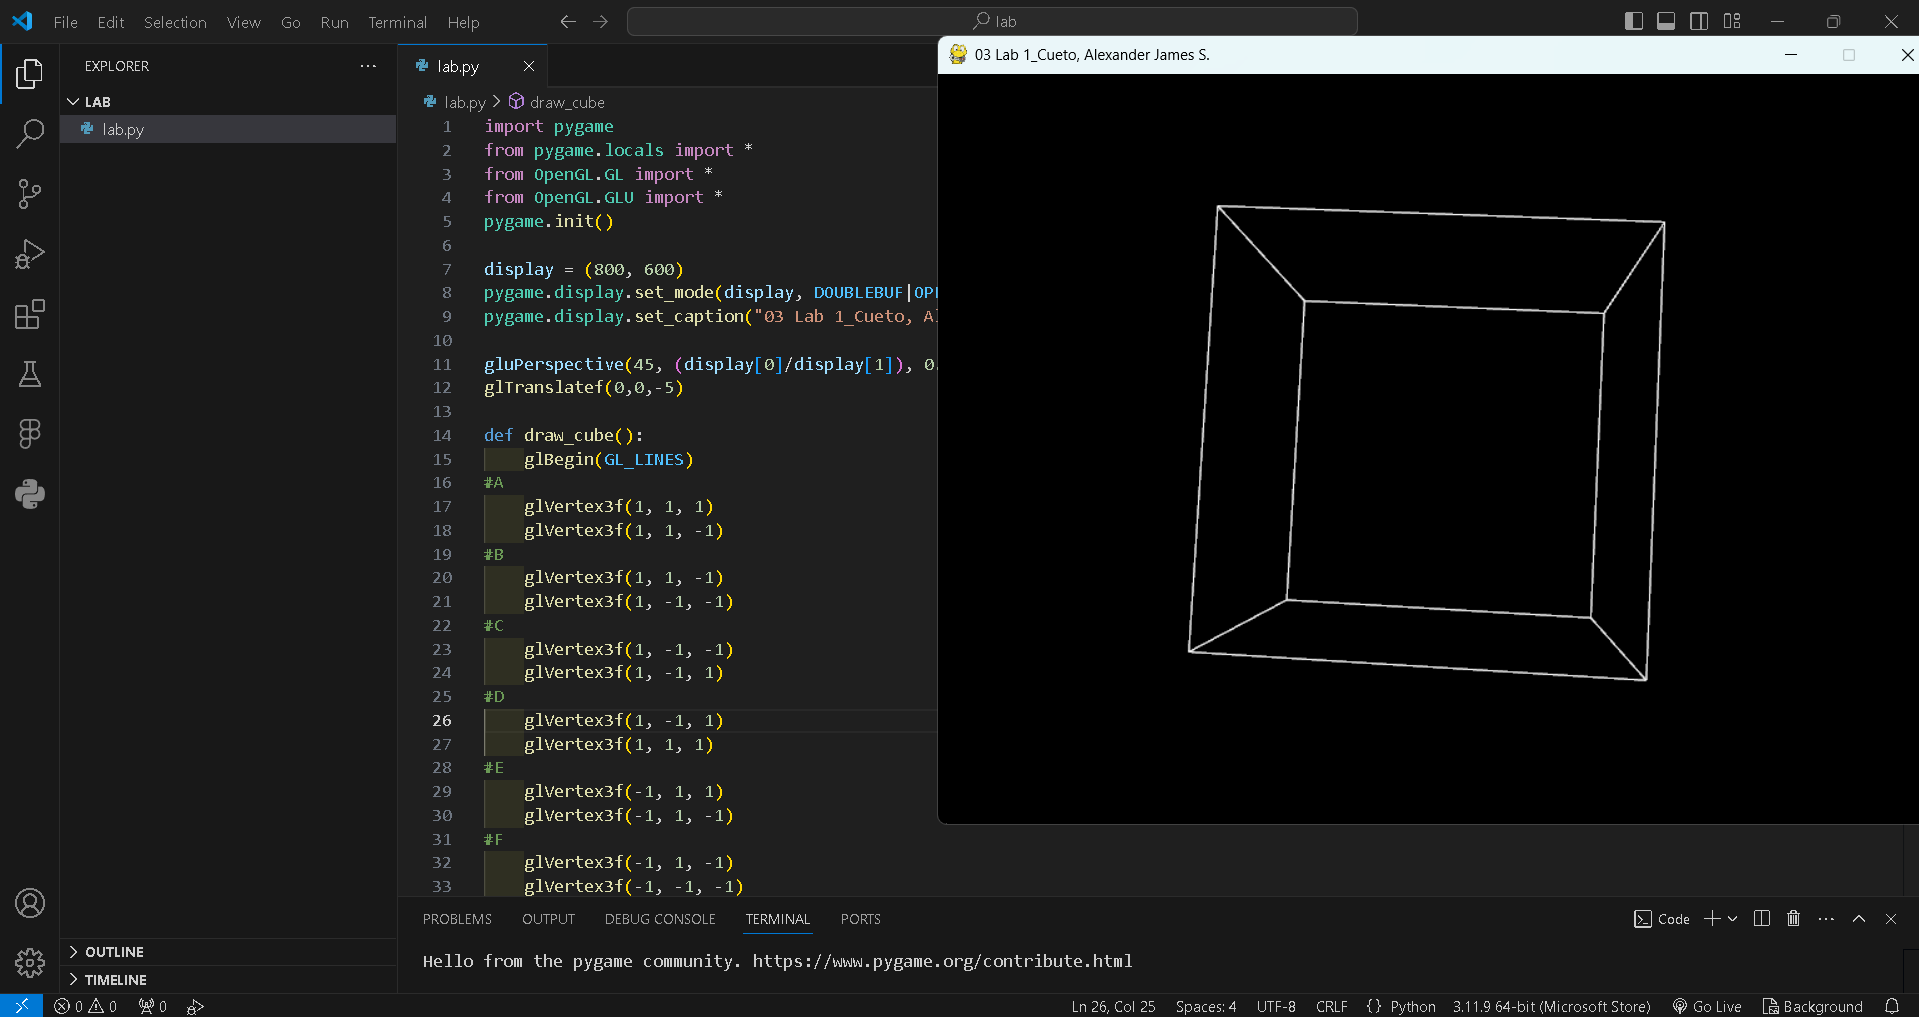 File Edit Selection View Go Run Terminal Help
lab
EXPLORER
LAB
lab.py
lab.py
lab.py > draw_cube
1 import pygame
2 from pygame.locals import *
3 from OpenGL.GL import *
4 from OpenGL.GLU import *
5 pygame.init()
6
7 display = (800, 600)
8 pygame.display.set_mode(display, DOUBLEBUF|OP
9 pygame.display.set_caption("03 Lab 1_Cueto, Al
10
11 gluPerspective(45, (display[0]/display[1]), 0.
12 glTranslatef(0,0,-5)
13
14 def draw_cube():
15 glBegin(GL_LINES)
16 #A
17 glVertex3f(1, 1, 1)
18 glVertex3f(1, 1, -1)
19 #B
20 glVertex3f(1, 1, -1)
21 glVertex3f(1, -1, -1)
22 #C
23 glVertex3f(1, -1, -1)
24 glVertex3f(1, -1, 1)
25 #D
26 glVertex3f(1, -1, 1)
27 glVertex3f(1, 1, 1)
28 #E
29 glVertex3f(-1, 1, 1)
30 glVertex3f(-1, 1, -1)
31 #F
32 glVertex3f(-1, 1, -1)
33 glVertex3f(-1, -1, -1)
03 Lab 1_Cueto, Alexander James S.
PROBLEMS OUTPUT DEBUG CONSOLE TERMINAL PORTS
Code
Hello from the pygame community. https://www.pygame.org/contribute.html
OUTLINE
TIMELINE
0 0 0
Ln 26, Col 25 Spaces: 4 UTF-8 CRLF {} Python 3.11.9 64-bit (Microsoft Store) Go Live Background